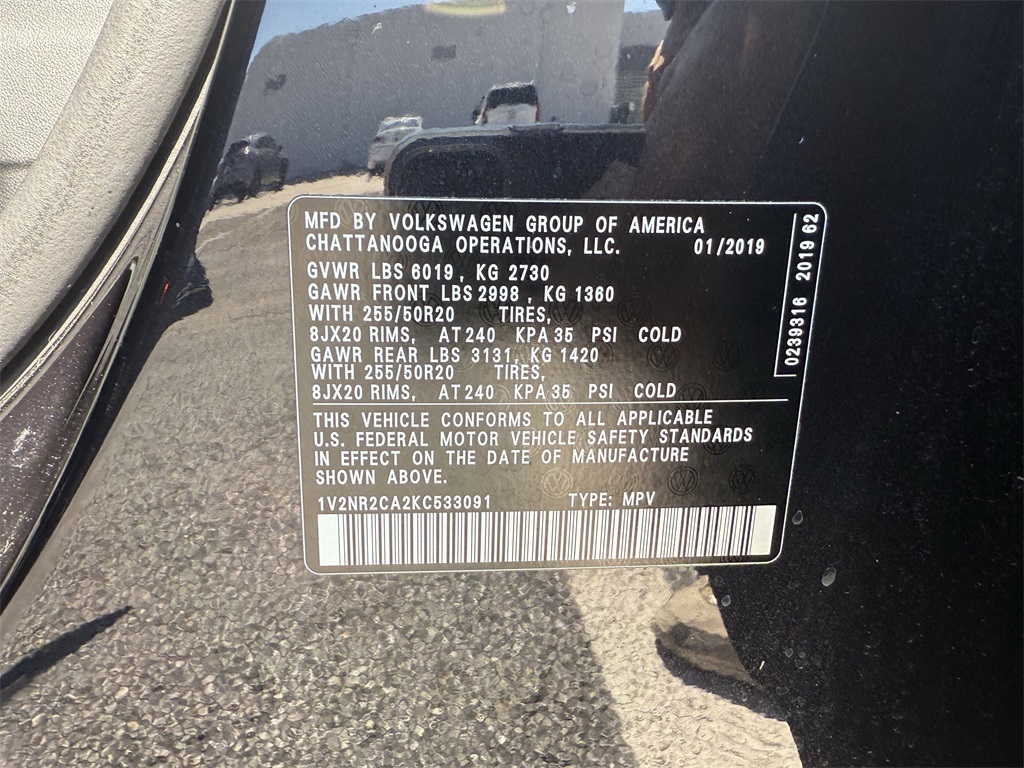 MFD BY VOLKSWAGEN GROUP OF AMERICA
CHATTANOOGA OPERATIONS, LLC. 01/2019
GVWR LBS 6019, KG 2730
GAWR FRONT LBS 2998, KG 1360
WITH 255/50R20 TIRES,
8JX20 RIMS, AT 240 KPA 35 PSI COLD
GAWR REAR LBS 3131, KG 1420
WITH 255/50R20 TIRES,
8JX20 RIMS, AT 240 KPA 35 PSI COLD
THIS VEHICLE CONFORMS TO ALL APPLICABLE
U.S. FEDERAL MOTOR VEHICLE SAFETY STANDARDS
IN EFFECT ON THE DATE OF MANUFACTURE
SHOWN ABOVE.
1V2NR2CA2KC533091 TYPE: MPV
0239316 2019 62